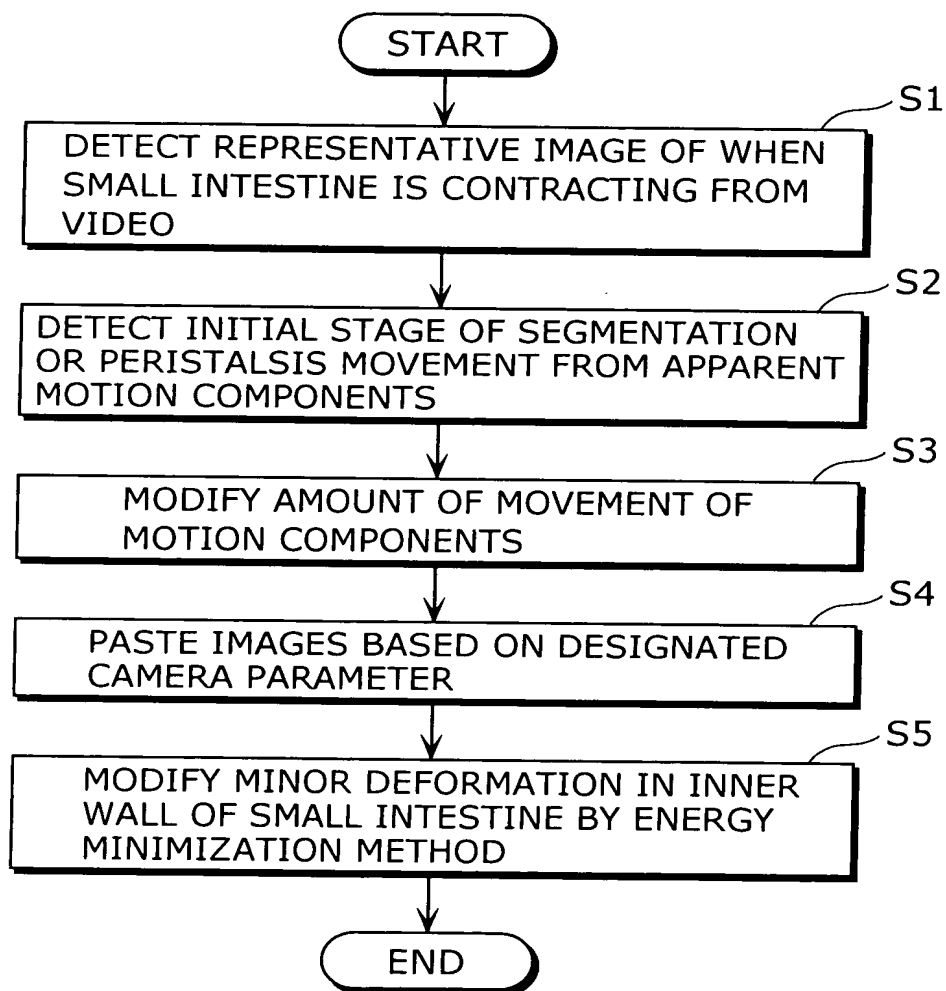 START
S1
DETECT REPRESENTATIVE IMAGE OF WHEN
SMALL INTESTINE IS CONTRACTING FROM
VIDEO
S2
DETECT INITIAL STAGE OF SEGMENTATION
OR PERISTALSIS MOVEMENT FROM APPARENT
MOTION COMPONENTS
S3
MODIFY AMOUNT OF MOVEMENT OF
MOTION COMPONENTS
S4
PASTE IMAGES BASED ON DESIGNATED
CAMERA PARAMETER
S5
MODIFY MINOR DEFORMATION IN INNER
WALL OF SMALL INTESTINE BY ENERGY
MINIMIZATION METHOD
END